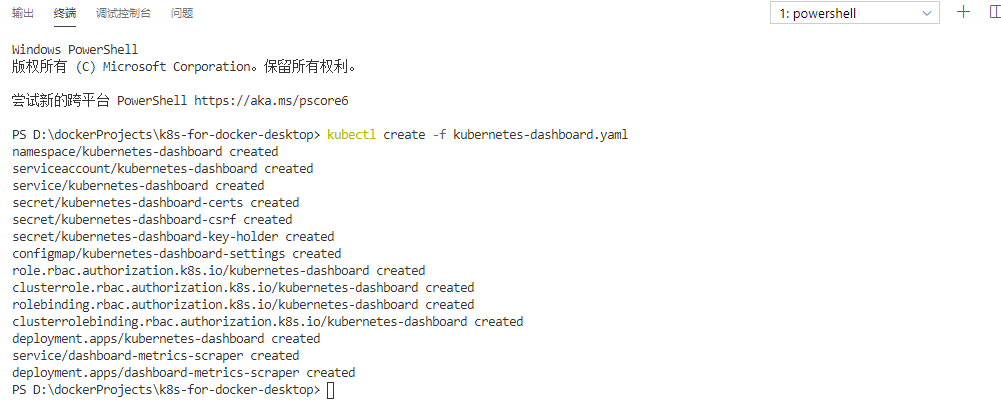 输出 终端 调试控制台 问题 1: powershell
Windows PowerShell
版权所有 (C) Microsoft Corporation。保留所有权利。
尝试新的跨平台 PowerShell https://aka.ms/pscore6
PS D:\dockerProjects\k8s-for-docker-desktop> kubectl create -f kubernetes-dashboard.yaml
namespace/kubernetes-dashboard created
serviceaccount/kubernetes-dashboard created
service/kubernetes-dashboard created
secret/kubernetes-dashboard-certs created
secret/kubernetes-dashboard-csrf created
secret/kubernetes-dashboard-key-holder created
configmap/kubernetes-dashboard-settings created
role.rbac.authorization.k8s.io/kubernetes-dashboard created
clusterrole.rbac.authorization.k8s.io/kubernetes-dashboard created
rolebinding.rbac.authorization.k8s.io/kubernetes-dashboard created
clusterrolebinding.rbac.authorization.k8s.io/kubernetes-dashboard created
deployment.apps/kubernetes-dashboard created
service/dashboard-metrics-scraper created
deployment.apps/dashboard-metrics-scraper created
PS D:\dockerProjects\k8s-for-docker-desktop>